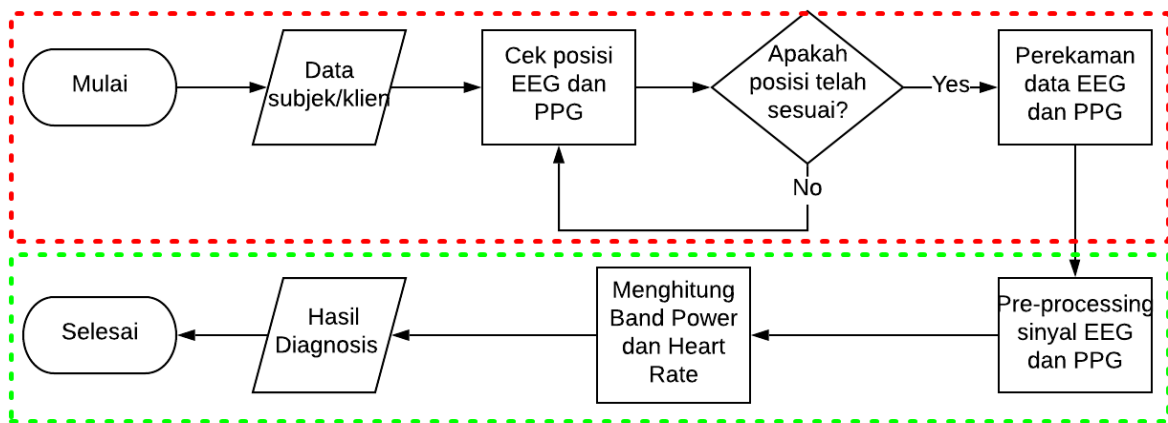 Mulai
Data
subjek/klien
Cek posisi
EEG dan
PPG
Apakah
posisi telah
sesuai?
Yes
No
Perekaman
data EEG
dan PPG
Pre-processing
sinyal EEG
dan PPG
Menghitung
Band Power
dan Heart
Rate
Hasil
Diagnosis
Selesai